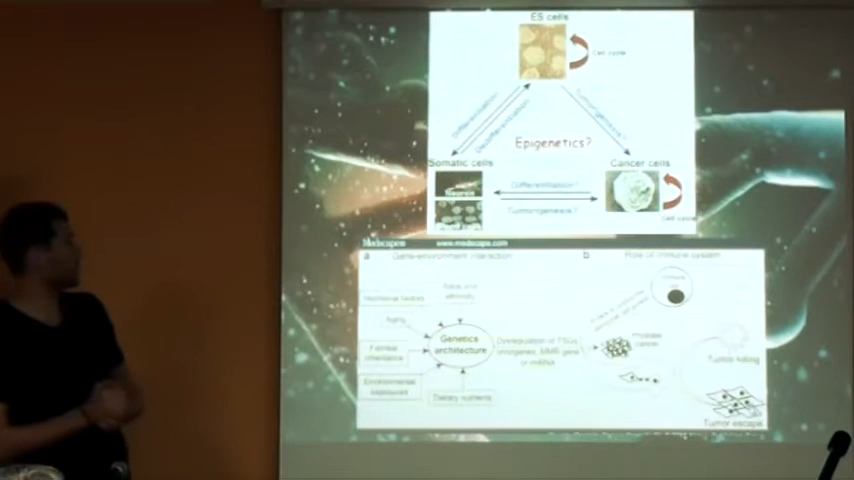 ES cells
Cell cycle
Differentiation
Dedifferentiation
Tumorigenesis?
Epigenetics?
Somatic cells
Cancer cells
Neuron
Differentiation?
Tumorigenesis?
Cell cycle
Medscape
www.medscape.com
a
Gene-environment interaction
b
Role of immune system
Nutritional factors
Race and
ethnicity
Aging
Familial
inheritance
Genetics
architecture
Environmental
exposures
Dietary nutrients
Dysregulation of TSGs,
oncogenes, MMR gene
or miRNA
Prostate
cancer
Tumor killing
Tumor escape